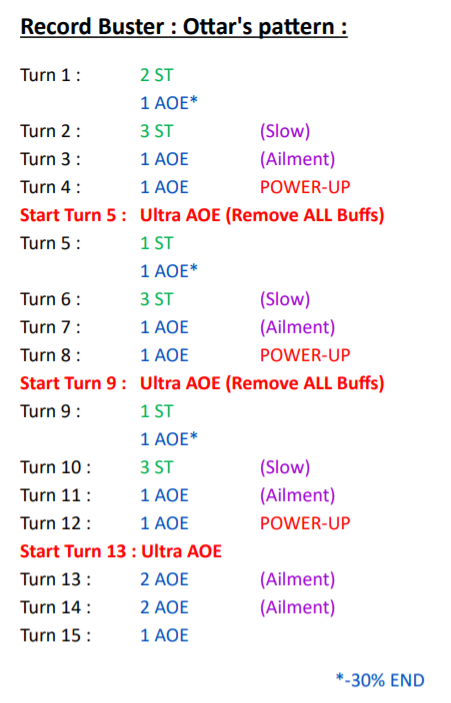 Record Buster : Ottar's pattern :
Turn 1 : 2 ST
1 AOE*
Turn 2 : 3 ST (Slow)
Turn 3 : 1 AOE (Ailment)
Turn 4 : 1 AOE POWER-UP
Start Turn 5 : Ultra AOE (Remove ALL Buffs)
Turn 5 : 1 ST
1 AOE*
Turn 6 : 3 ST (Slow)
Turn 7 : 1 AOE (Ailment)
Turn 8 : 1 AOE POWER-UP
Start Turn 9 : Ultra AOE (Remove ALL Buffs)
Turn 9 : 1 ST
1 AOE*
Turn 10 : 3 ST (Slow)
Turn 11 : 1 AOE (Ailment)
Turn 12 : 1 AOE POWER-UP
Start Turn 13 : Ultra AOE
Turn 13 : 2 AOE (Ailment)
Turn 14 : 2 AOE (Ailment)
Turn 15 : 1 AOE
*-30% END